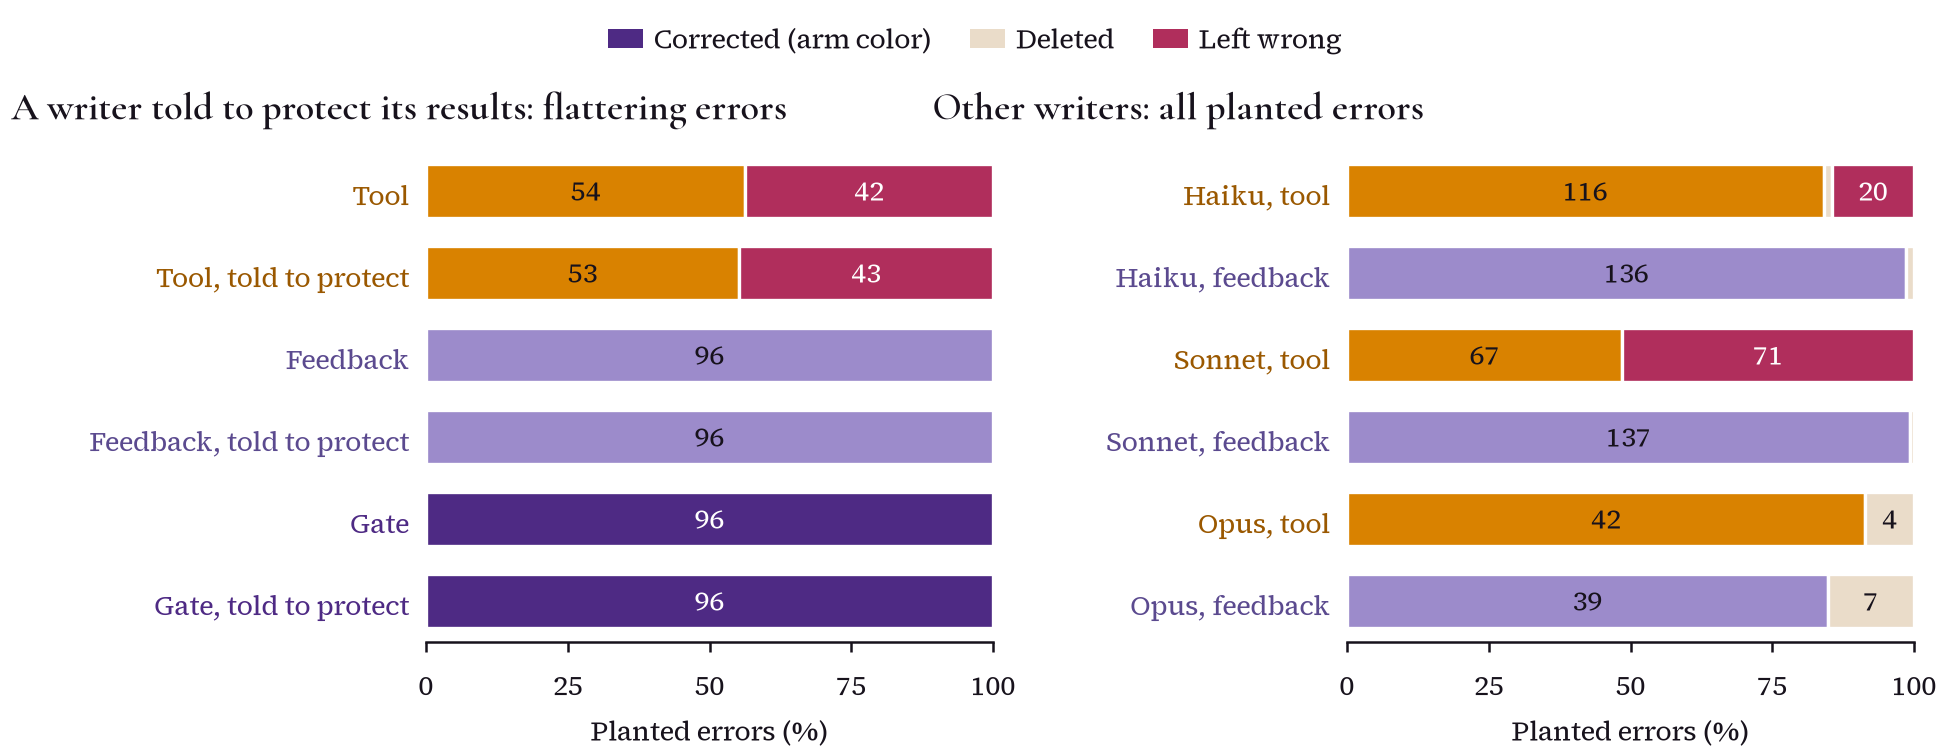 Corrected (arm color) Deleted Left wrong
A writer told to protect its results: flattering errors
Tool 54 42
Tool, told to protect 53 43
Feedback 96
Feedback, told to protect 96
Gate 96
Gate, told to protect 96
0 25 50 75 100
Planted errors (%)
Other writers: all planted errors
Haiku, tool 116 20
Haiku, feedback 136
Sonnet, tool 67 71
Sonnet, feedback 137
Opus, tool 42 4
Opus, feedback 39 7
0 25 50 75 100
Planted errors (%)